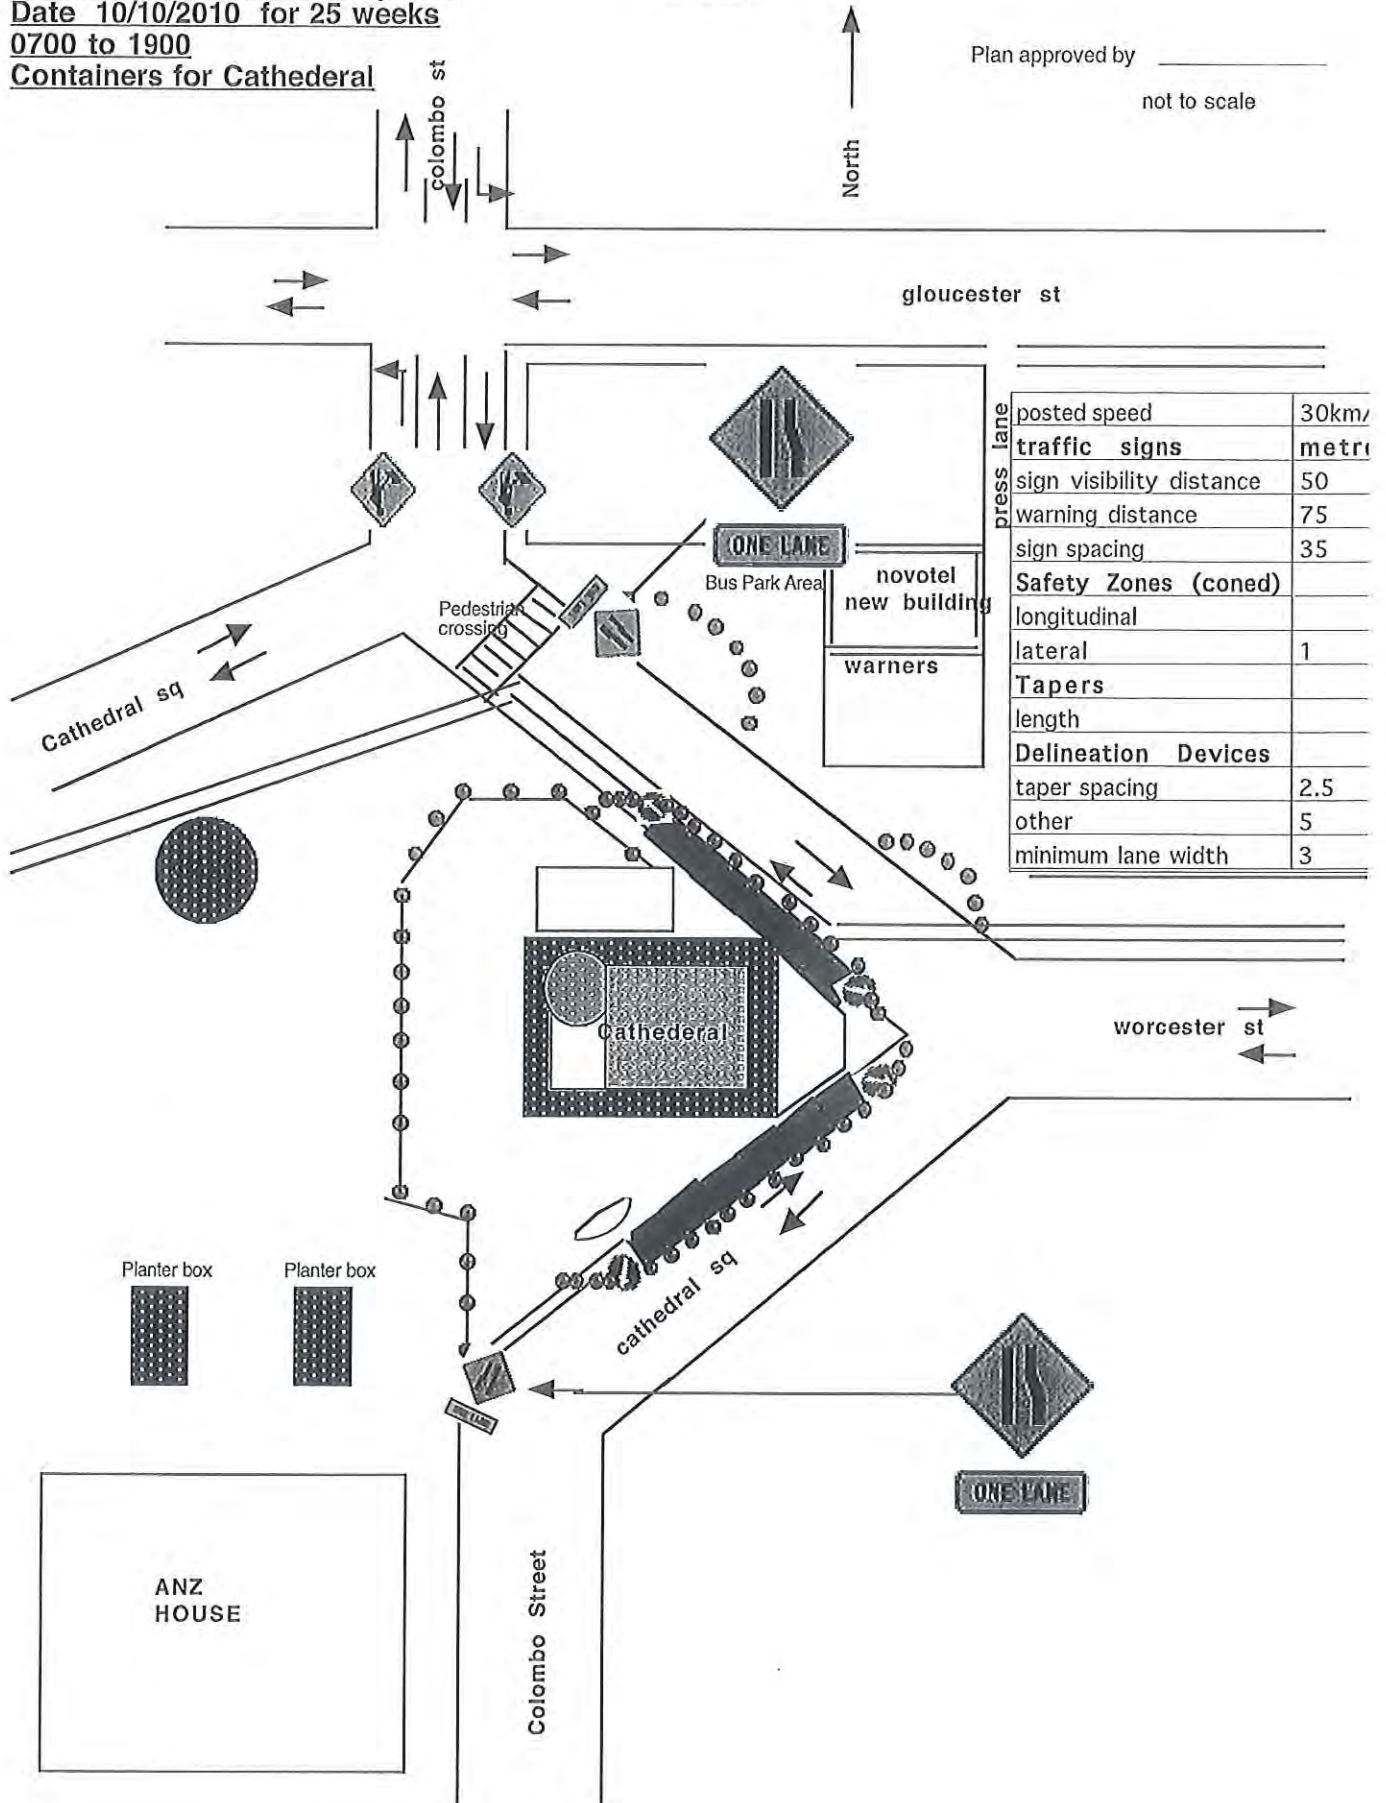 Date 10/10/2010 for 25 weeks
0700 to 1900
Containers for Cathederal
colombo st
North
Plan approved by
not to scale
gloucester st
press lane
posted speed 30km/
traffic signs
sign visibility distance 50
warning distance 75
sign spacing 35
Safety Zones (coned)
longitudinal
lateral 1
Tapers
length
Delineation Devices
taper spacing 2.5
other 5
minimum lane width 3
ONE LANE
Bus Park Area
novotel
new building
warners
Pedestrian
crossing
Cathedral sq
Cathederal
worcester st
cathedral sq
Planter box
Planter box
ONE LANE
ONE LANE
ANZ
HOUSE
Colombo Street